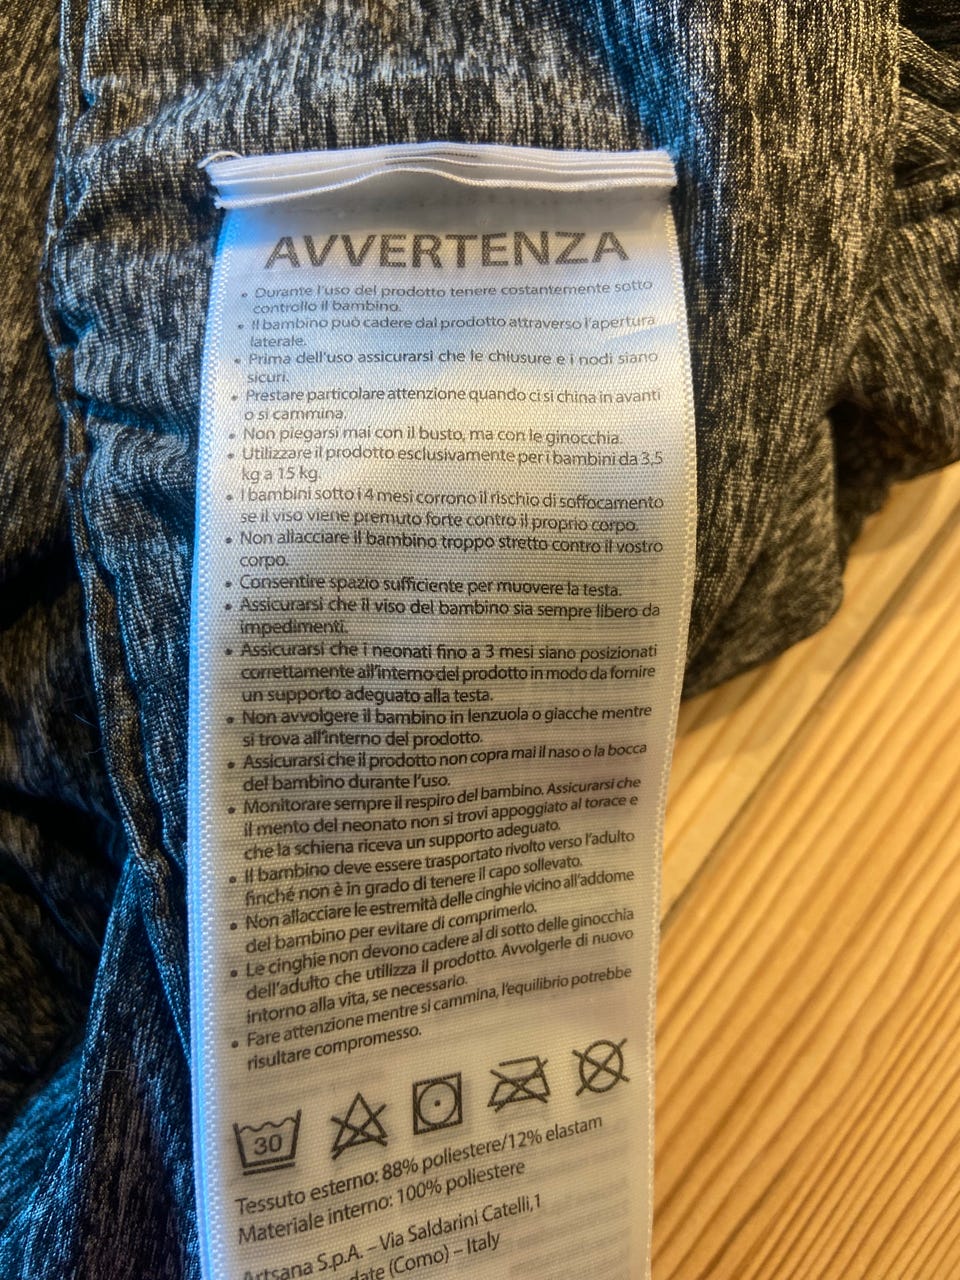 AVVERTENZA
• Durante l'uso del prodotto tenere costantemente sotto
controllo il bambino.
• Il bambino può cadere dal prodotto attraverso l'apertura
laterale.
• Prima dell'uso assicurarsi che le chiusure e i nodi siano
sicuri.
• Prestare particolare attenzione quando ci si china in avanti
o si cammina.
• Non piegarsi mai con il busto, ma con le ginocchia.
• Utilizzare il prodotto esclusivamente per i bambini da 3,5
kg a 15 kg.
• I bambini sotto i 4 mesi corrono il rischio di soffocamento
se il viso viene premuto forte contro il proprio corpo.
• Non allacciare il bambino troppo stretto contro il vostro
corpo.
• Consentire spazio sufficiente per muovere la testa.
• Assicurarsi che il viso del bambino sia sempre libero da
impedimenti.
• Assicurarsi che i neonati fino a 3 mesi siano posizionati
correttamente all'interno del prodotto in modo da fornire
un supporto adeguato alla testa.
• Non avvolgere il bambino in lenzuola o giacche mentre
si trova all'interno del prodotto.
• Assicurarsi che il prodotto non copra mai il naso o la bocca
del bambino durante l'uso.
• Monitorare sempre il respiro del bambino. Assicurarsi che
il mento del neonato non si trovi appoggiato al torace e
che la schiena riceva un supporto adeguato.
• Il bambino deve essere trasportato rivolto verso l'adulto
finché non è in grado di tenere il capo sollevato.
• Non allacciare le estremità delle cinghie vicino all'addome
del bambino per evitare di comprimerlo.
• Le cinghie non devono cadere al di sotto delle ginocchia
dell'adulto che utilizza il prodotto. Avvolgerle di nuovo
intorno alla vita, se necessario.
• Fare attenzione mentre si cammina, l'equilibrio potrebbe
risultare compromesso.
30
Tessuto esterno: 88% poliestere/12% elastam
Materiale interno: 100% poliestere
Artsana S.p.A. – Via Saldarini Catelli,1
(Como) – Italy